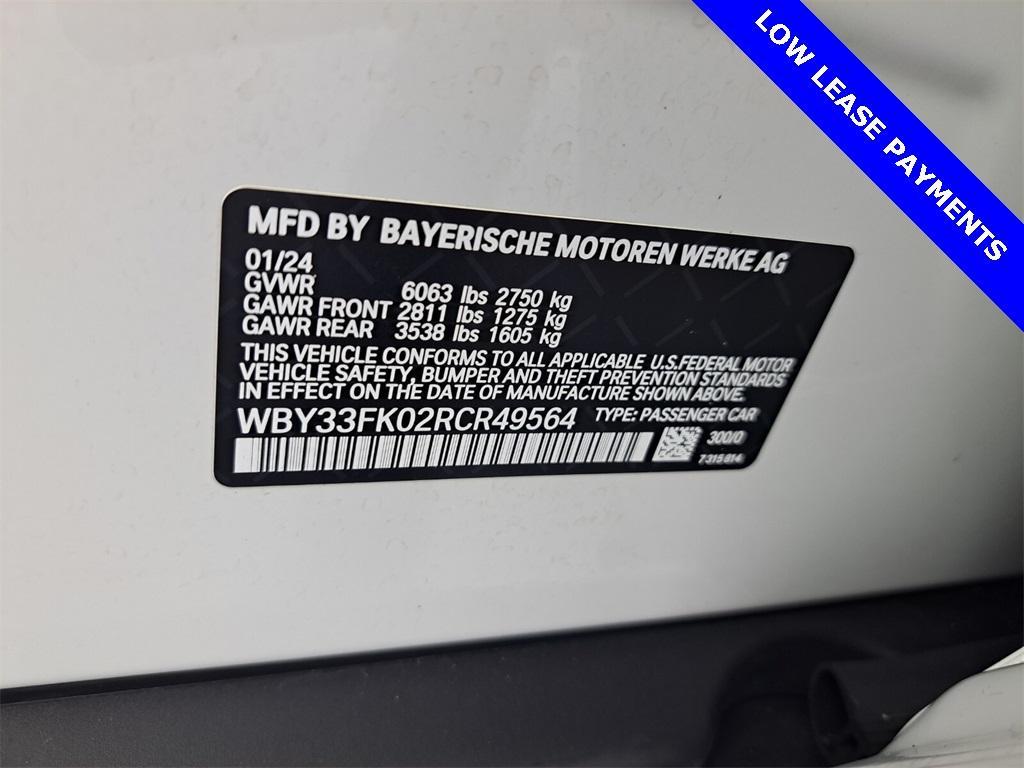 LOW LEASE PAYMENTS
MFD BY BAYERISCHE MOTOREN WERKE AG
01/24
GVWR 6063 lbs 2750 kg
GAWR FRONT 2811 lbs 1275 kg
GAWR REAR 3538 lbs 1605 kg
THIS VEHICLE CONFORMS TO ALL APPLICABLE U.S.FEDERAL MOTOR
VEHICLE SAFETY, BUMPER AND THEFT PREVENTION STANDARDS
IN EFFECT ON THE DATE OF MANUFACTURE SHOWN ABOVE.
WBY33FK02RCR49564 TYPE: PASSENGER CAR
300/0
7315814